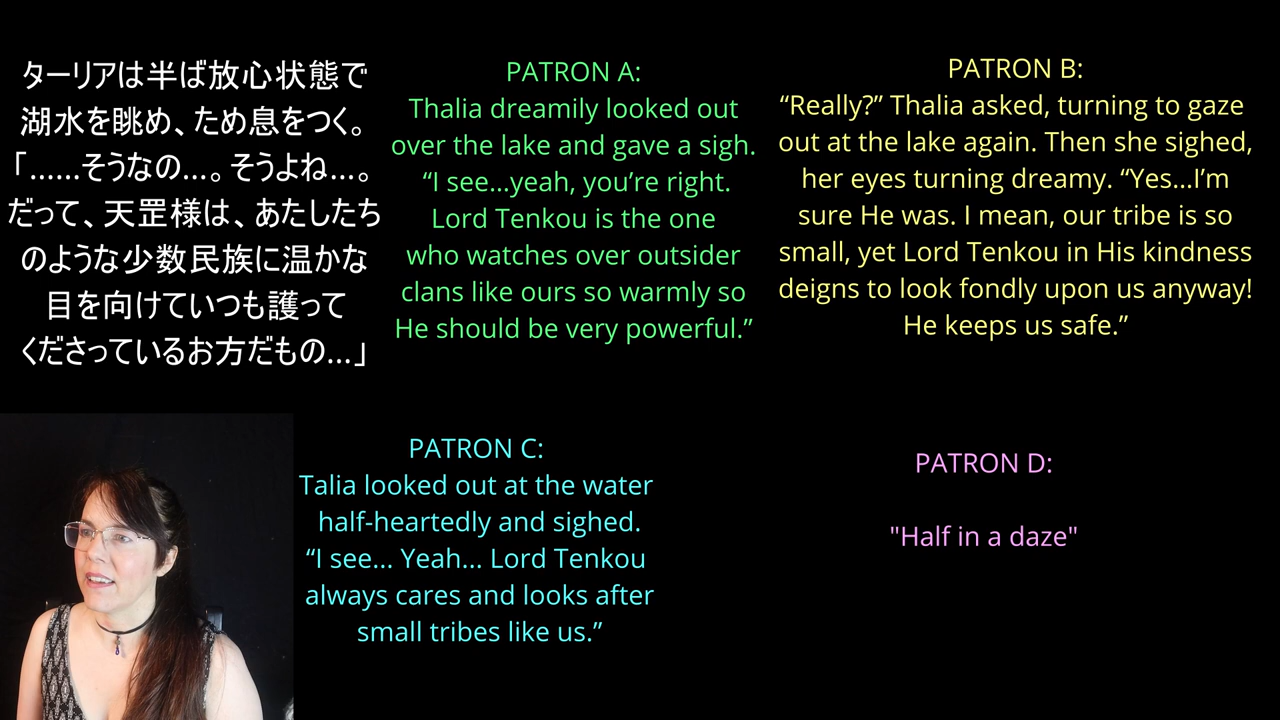 ターリアは半ば放心状態で
湖水を眺め、ため息をつく。
「……そうなの…。そうよね…。
だって、天罡様は、あたしたち
のような少数民族に温かな
目を向けていつも護って
くださっているお方だもの…」
PATRON A:
Thalia dreamily looked out
over the lake and gave a sigh.
“I see...yeah, you’re right.
Lord Tenkou is the one
who watches over outsider
clans like ours so warmly so
He should be very powerful.”
PATRON B:
“Really?” Thalia asked, turning to gaze
out at the lake again. Then she sighed,
her eyes turning dreamy. “Yes...I’m
sure He was. I mean, our tribe is so
small, yet Lord Tenkou in His kindness
deigns to look fondly upon us anyway!
He keeps us safe.”
PATRON C:
Talia looked out at the water
half-heartedly and sighed.
“I see... Yeah... Lord Tenkou
always cares and looks after
small tribes like us.”
PATRON D:
"Half in a daze"